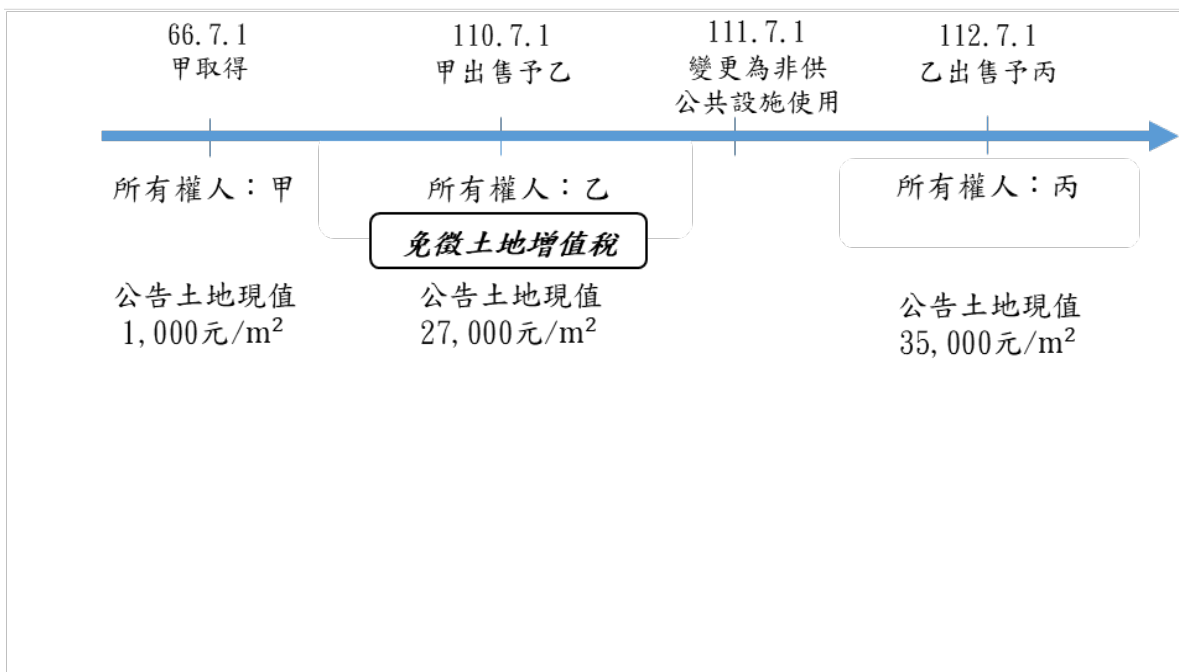 66.7.1
甲取得
110.7.1
甲出售予乙
111.7.1
變更為非供
公共設施使用
112.7.1
乙出售予丙
所有權人：甲
所有權人：乙
所有權人：丙
免徵土地增值稅
公告土地現值
1,000元/m²
公告土地現值
27,000元/m²
公告土地現值
35,000元/m²